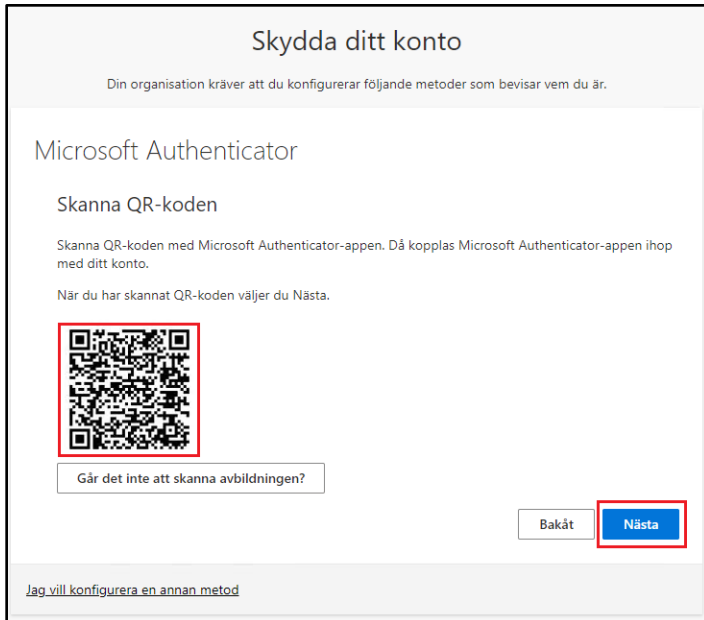 Skydda ditt konto
Din organisation kräver att du konfigurerar följande metoder som bevisar vem du är.
Microsoft Authenticator
Skanna QR-koden
Skanna QR-koden med Microsoft Authenticator-appen. Då kopplas Microsoft Authenticator-appen ihop
med ditt konto.
När du har skannat QR-koden väljer du Nästa.
Går det inte att skanna avbildningen?
Bakåt
Nästa
Jag vill konfigurera en annan metod